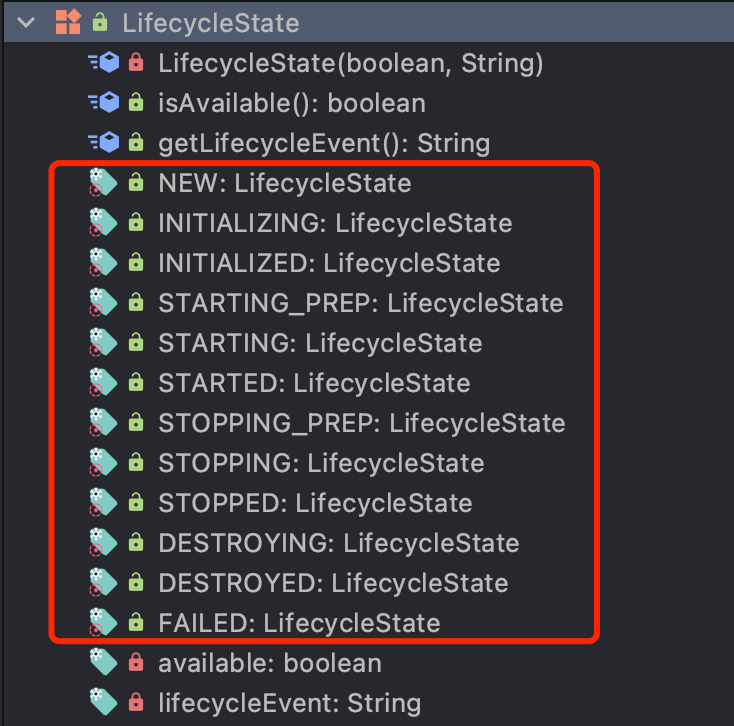 LifecycleState
LifecycleState(boolean, String)
isAvailable(): boolean
getLifecycleEvent(): String
NEW: LifecycleState
INITIALIZING: LifecycleState
INITIALIZED: LifecycleState
STARTING_PREP: LifecycleState
STARTING: LifecycleState
STARTED: LifecycleState
STOPPING_PREP: LifecycleState
STOPPING: LifecycleState
STOPPED: LifecycleState
DESTROYING: LifecycleState
DESTROYED: LifecycleState
FAILED: LifecycleState
available: boolean
lifecycleEvent: String